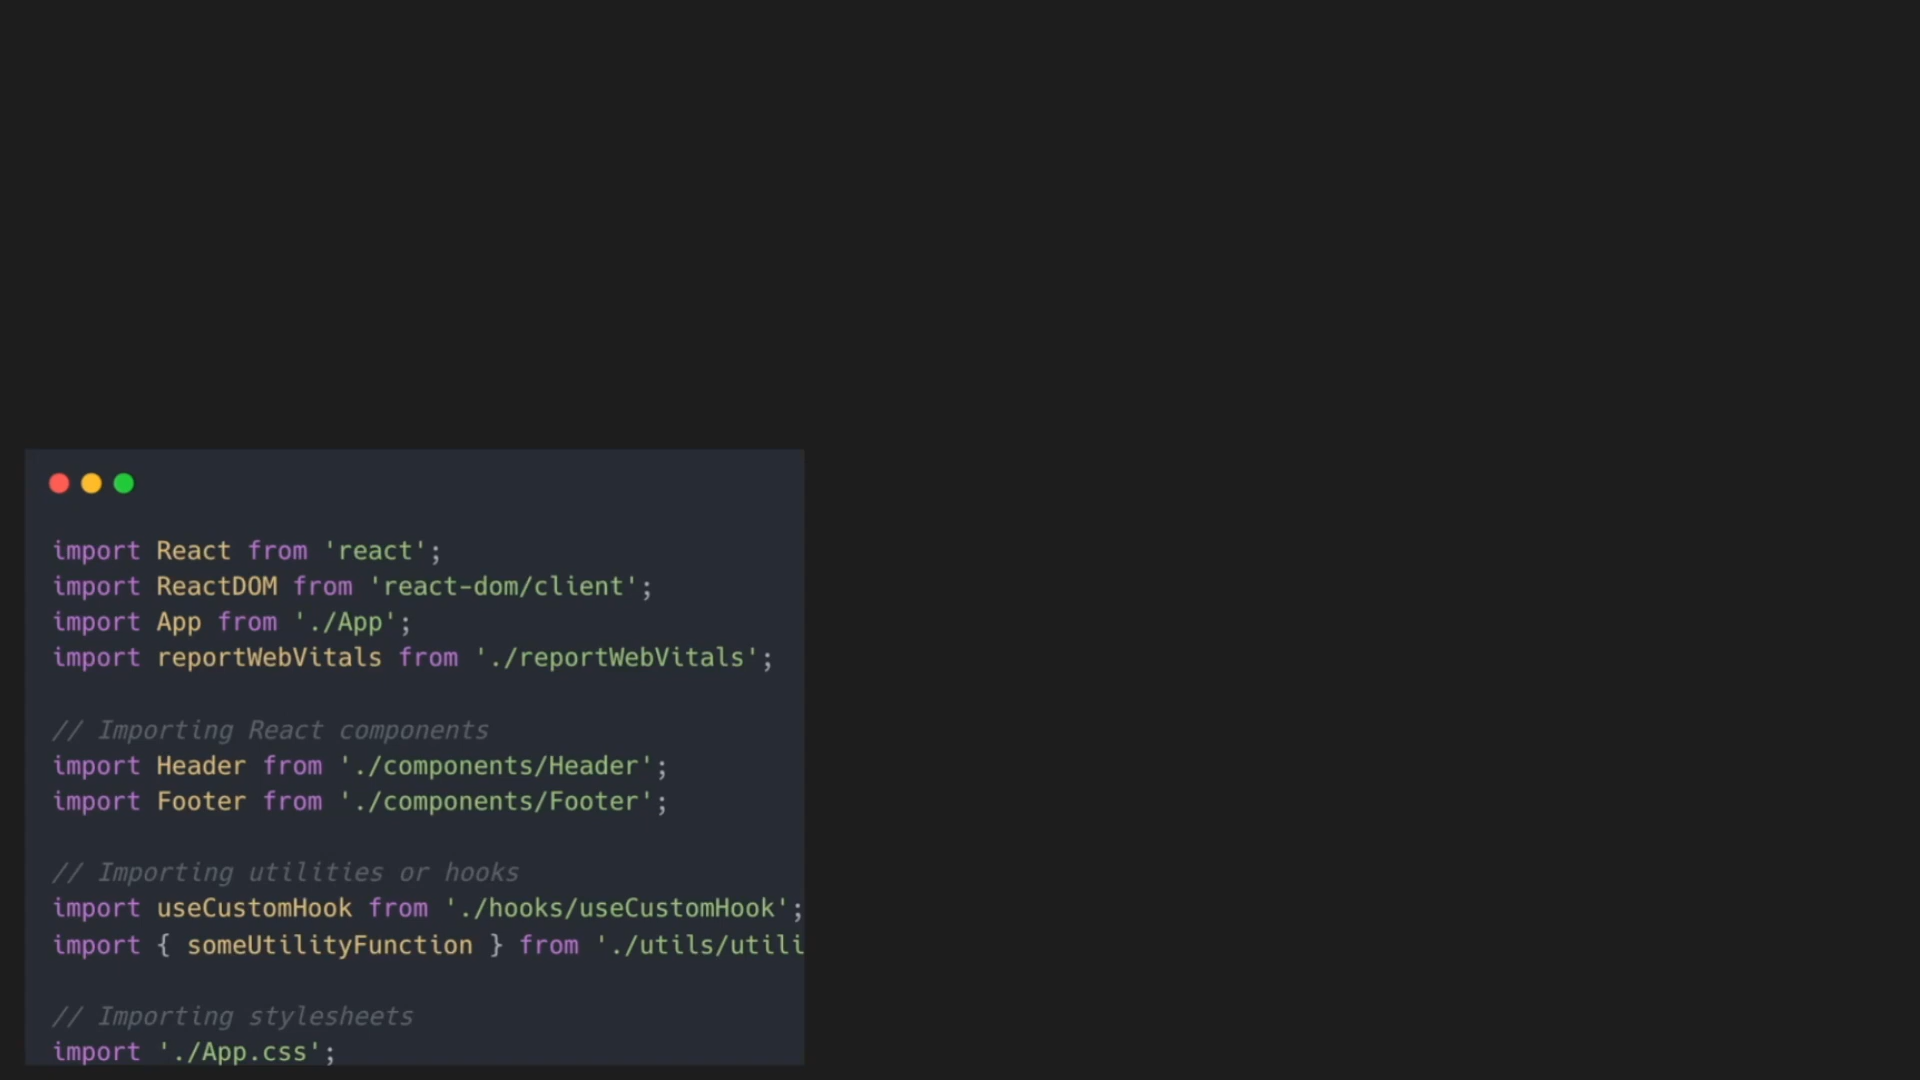 import React from 'react';
import ReactDOM from 'react-dom/client';
import App from './App';
import reportWebVitals from './reportWebVitals';
// Importing React components
import Header from './components/Header';
import Footer from './components/Footer';
// Importing utilities or hooks
import useCustomHook from './hooks/useCustomHook';
import { someUtilityFunction } from './utils/utili
// Importing stylesheets
import './App.css';